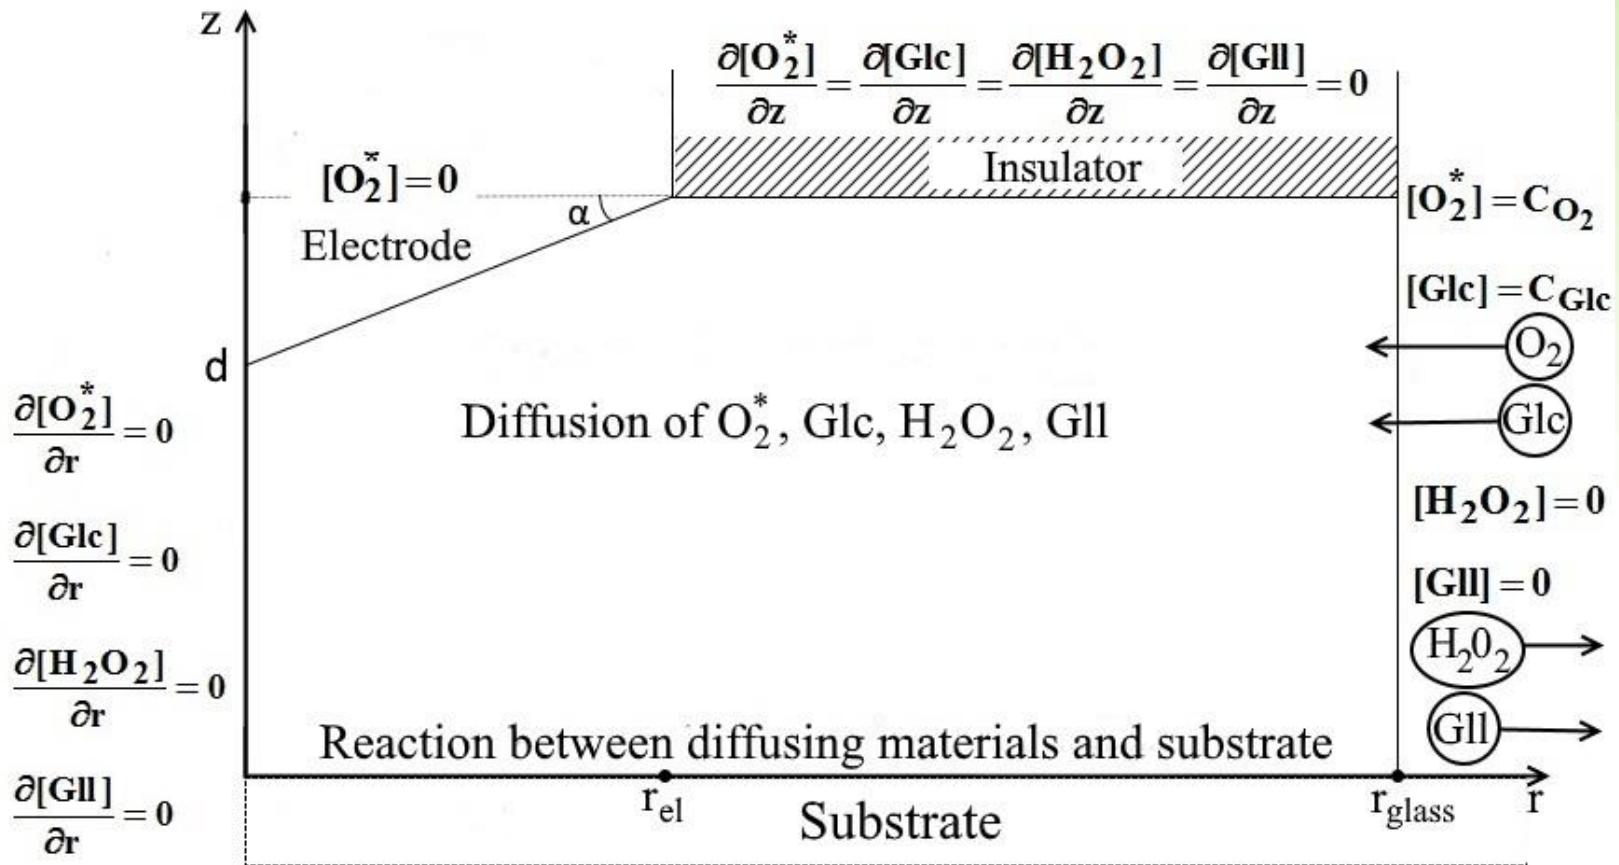 z
∂[O₂*]/∂z = ∂[Glc]/∂z = ∂[H₂O₂]/∂z = ∂[Gll]/∂z = 0
Insulator
[O₂*]=0
α
Electrode
[O₂*]=C_O₂
[Glc]=C_Glc
O₂
d
Glc
∂[O₂*]/∂r = 0
Diffusion of O₂*, Glc, H₂O₂, Gll
[H₂O₂]=0
∂[Glc]/∂r = 0
[Gll]=0
H₂0₂
∂[H₂O₂]/∂r = 0
Gll
Reaction between diffusing materials and substrate
∂[Gll]/∂r = 0
r_el
r_glass
r
Substrate